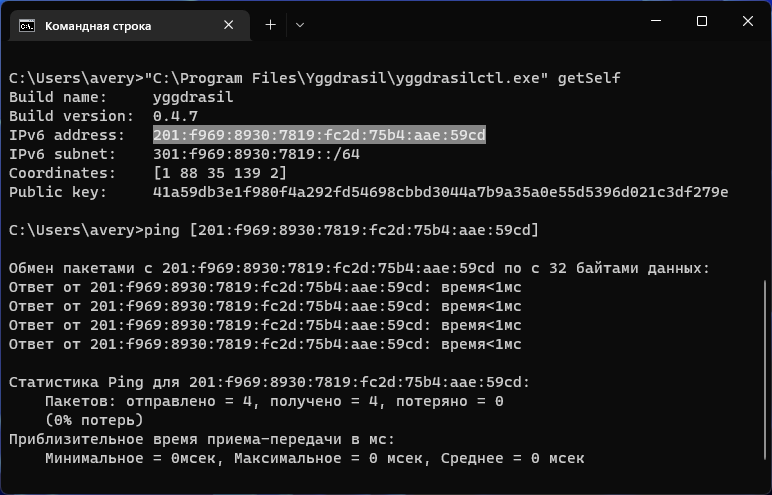 Командная строка
C:\Users\avery>"C:\Program Files\Yggdrasil\yggdrasilctl.exe" getSelf
Build name:     yggdrasil
Build version:  0.4.7
IPv6 address:   201:f969:8930:7819:fc2d:75b4:aae:59cd
IPv6 subnet:    301:f969:8930:7819::/64
Coordinates:    [1 88 35 139 2]
Public key:     41a59db3e1f980f4a292fd54698cbbd3044a7b9a35a0e55d5396d021c3df279e
C:\Users\avery>ping [201:f969:8930:7819:fc2d:75b4:aae:59cd]
Обмен пакетами с 201:f969:8930:7819:fc2d:75b4:aae:59cd по с 32 байтами данных:
Ответ от 201:f969:8930:7819:fc2d:75b4:aae:59cd: время<1мс
Ответ от 201:f969:8930:7819:fc2d:75b4:aae:59cd: время<1мс
Ответ от 201:f969:8930:7819:fc2d:75b4:aae:59cd: время<1мс
Ответ от 201:f969:8930:7819:fc2d:75b4:aae:59cd: время<1мс
Статистика Ping для 201:f969:8930:7819:fc2d:75b4:aae:59cd:
    Пакетов: отправлено = 4, получено = 4, потеряно = 0
    (0% потерь)
Приблизительное время приема-передачи в мс:
    Минимальное = 0мсек, Максимальное = 0 мсек, Среднее = 0 мсек